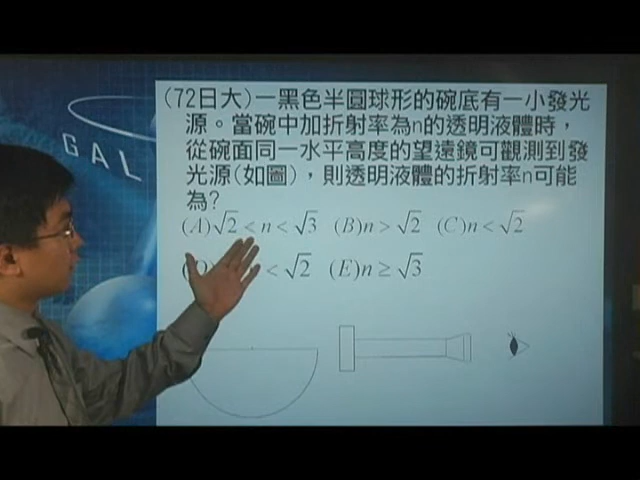 GAL
(72日大)一黑色半圓球形的碗底有一小發光
源。當碗中加折射率為n的透明液體時，
從碗面同一水平高度的望遠鏡可觀測到發
光源(如圖)，則透明液體的折射率n可能
為?
(A)√2 < n < √3 (B)n > √2 (C)n < √2
< √2 (E)n ≥ √3